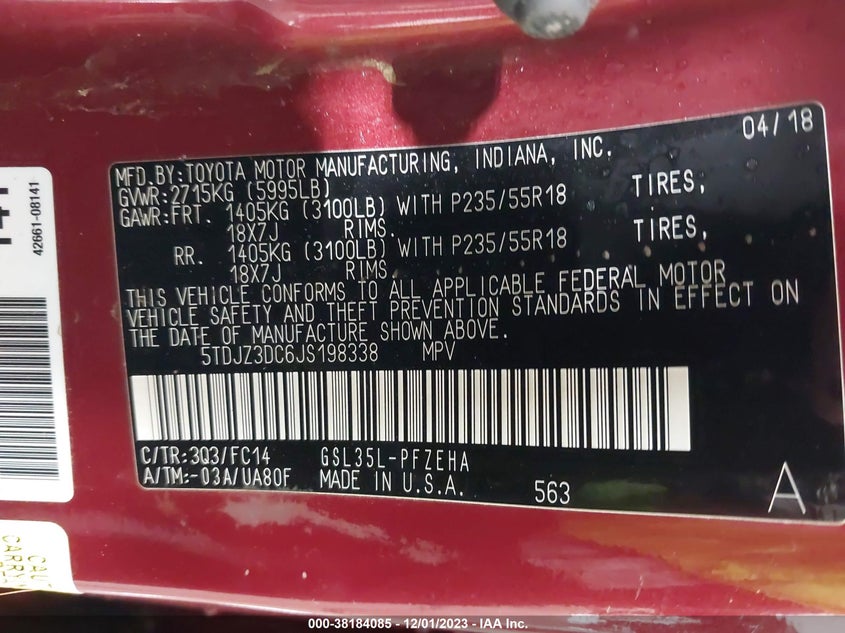 04/18
MFD.BY:TOYOTA MOTOR MANUFACTURING, INDIANA, INC.
GVWR:2715KG (5995LB)
GAWR:FRT. 1405KG (3100LB) WITH P235/55R18 TIRES,
18X7J RIMS.
RR. 1405KG (3100LB) WITH P235/55R18 TIRES,
18X7J RIMS.
THIS VEHICLE CONFORMS TO ALL APPLICABLE FEDERAL MOTOR
VEHICLE SAFETY AND THEFT PREVENTION STANDARDS IN EFFECT ON
THE DATE OF MANUFACTURE SHOWN ABOVE.
5TDJZ3DC6JS198338 MPV
C/TR:3Q3/FC14 GSL35L-PFZEHA
A/TM:-03A/UA80F MADE IN U.S.A. 563 A
42661-08141
000-38184085 - 12/01/2023 - IAA Inc.